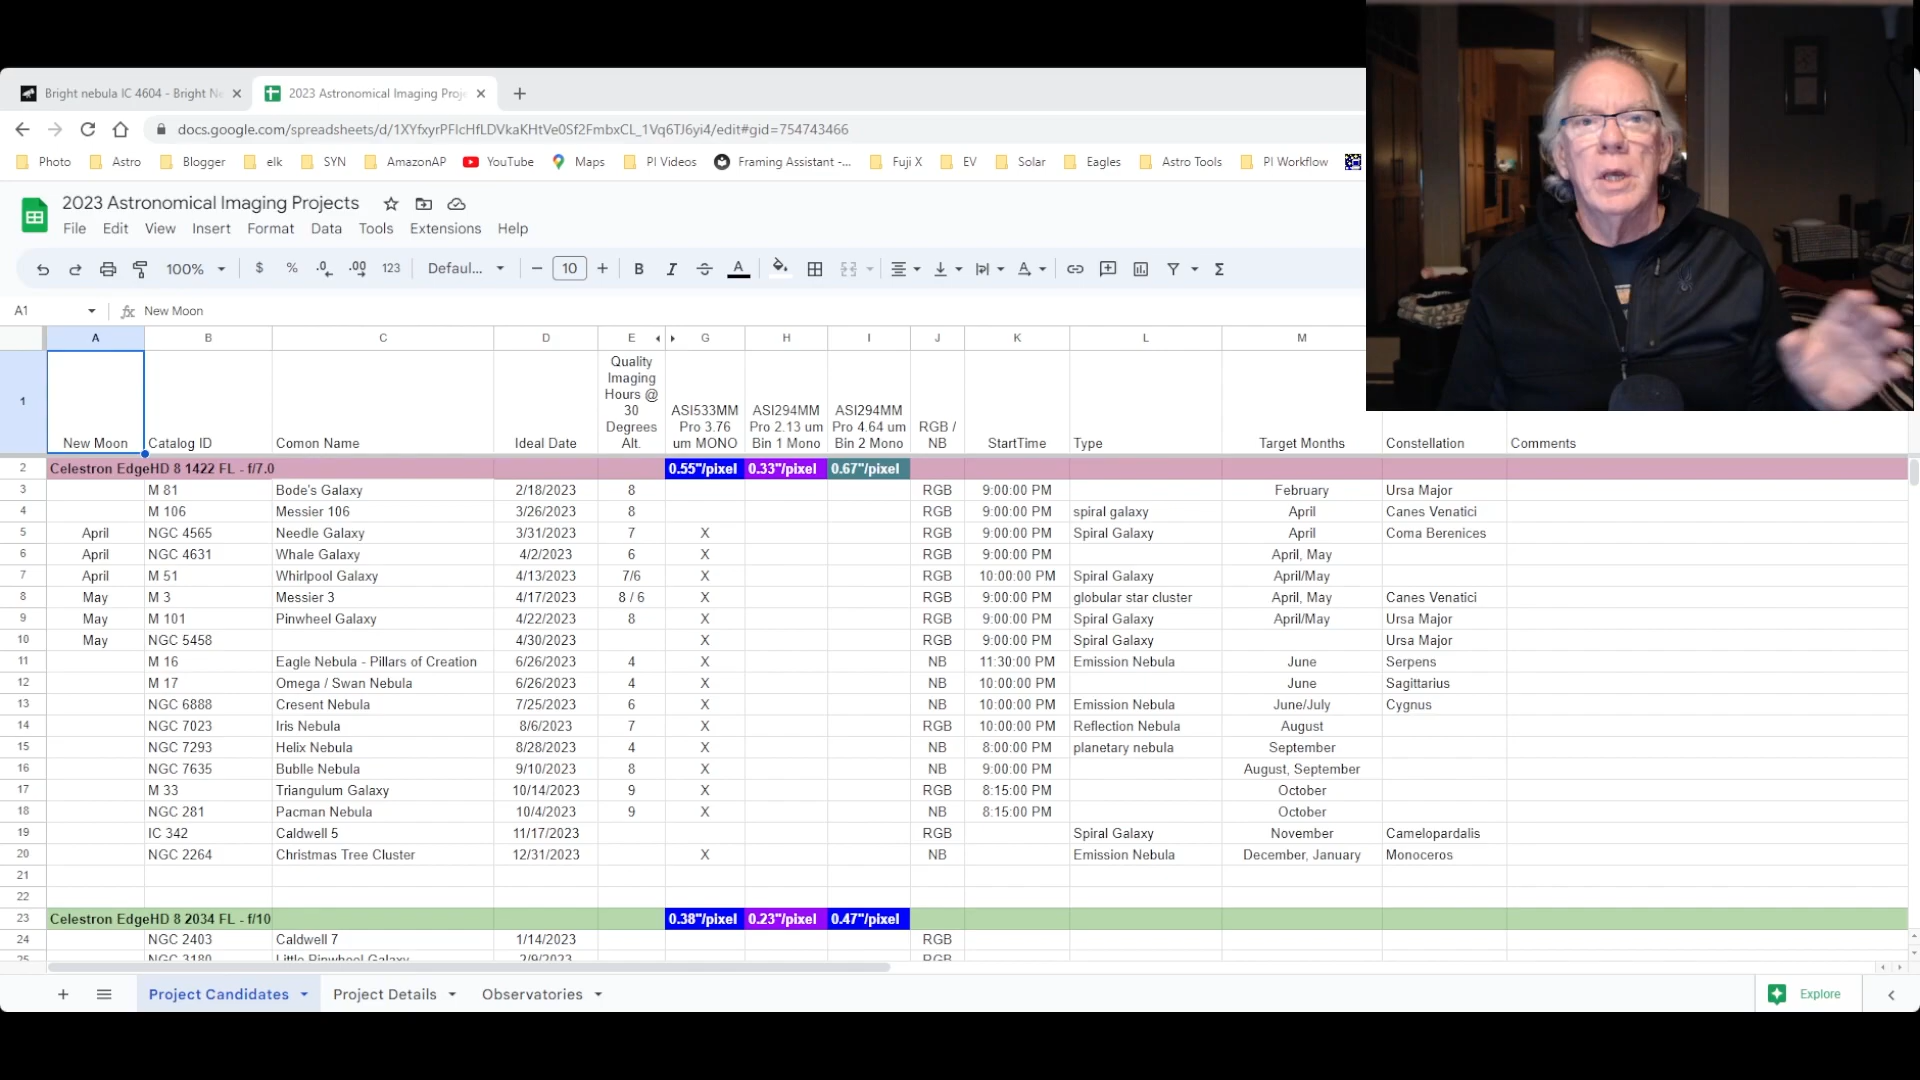 Bright nebula IC 4604 - Bright Ne
2023 Astronomical Imaging Proje
docs.google.com/spreadsheets/d/1XYfxyrPFIcHfLDVkaKHtVe0Sf2FmbxCL_1Vq6TJ6yi4/edit#gid=754743466
Photo Astro Blogger elk SYN AmazonAP YouTube Maps PI Videos Framing Assistant -... Fuji X EV Solar Eagles Astro Tools PI Workflow
2023 Astronomical Imaging Projects
File Edit View Insert Format Data Tools Extensions Help
100% $ % .0 .00 123 Defaul... 10 B I A A Σ
A1 fx New Moon
A B C D E G H I J K L M
1 New Moon Catalog ID Comon Name Ideal Date Quality Imaging Hours @ 30 Degrees Alt. ASI533MM Pro 3.76 um MONO ASI294MM Pro 2.13 um Bin 1 Mono ASI294MM Pro 4.64 um Bin 2 Mono RGB / NB StartTime Type Target Months Constellation Comments
2 Celestron EdgeHD 8 1422 FL - f/7.0 0.55"/pixel 0.33"/pixel 0.67"/pixel
3 M 81 Bode's Galaxy 2/18/2023 8 RGB 9:00:00 PM February Ursa Major
4 M 106 Messier 106 3/26/2023 8 RGB 9:00:00 PM spiral galaxy April Canes Venatici
5 April NGC 4565 Needle Galaxy 3/31/2023 7 X RGB 9:00:00 PM Spiral Galaxy April Coma Berenices
6 April NGC 4631 Whale Galaxy 4/2/2023 6 X RGB 9:00:00 PM April, May
7 April M 51 Whirlpool Galaxy 4/13/2023 7/6 X RGB 10:00:00 PM Spiral Galaxy April/May
8 May M 3 Messier 3 4/17/2023 8 / 6 X RGB 9:00:00 PM globular star cluster April, May Canes Venatici
9 May M 101 Pinwheel Galaxy 4/22/2023 8 X RGB 9:00:00 PM Spiral Galaxy April/May Ursa Major
10 May NGC 5458 4/30/2023 X RGB 9:00:00 PM Spiral Galaxy Ursa Major
11 M 16 Eagle Nebula - Pillars of Creation 6/26/2023 4 X NB 11:30:00 PM Emission Nebula June Serpens
12 M 17 Omega / Swan Nebula 6/26/2023 4 X NB 10:00:00 PM June Sagittarius
13 NGC 6888 Cresent Nebula 7/25/2023 6 X NB 10:00:00 PM Emission Nebula June/July Cygnus
14 NGC 7023 Iris Nebula 8/6/2023 7 X RGB 10:00:00 PM Reflection Nebula August
15 NGC 7293 Helix Nebula 8/28/2023 4 X NB 8:00:00 PM planetary nebula September
16 NGC 7635 Bublle Nebula 9/10/2023 8 X NB 9:00:00 PM August, September
17 M 33 Triangulum Galaxy 10/14/2023 9 X RGB 8:15:00 PM October
18 NGC 281 Pacman Nebula 10/4/2023 9 X NB 8:15:00 PM October
19 IC 342 Caldwell 5 11/17/2023 RGB Spiral Galaxy November Camelopardalis
20 NGC 2264 Christmas Tree Cluster 12/31/2023 X NB Emission Nebula December, January Monoceros
21
22
23 Celestron EdgeHD 8 2034 FL - f/10 0.38"/pixel 0.23"/pixel 0.47"/pixel
24 NGC 2403 Caldwell 7 1/14/2023 RGB
25 NGC 3180 Little Pinwheel Galaxy 2/9/2023 RGB
Project Candidates Project Details Observatories Explore